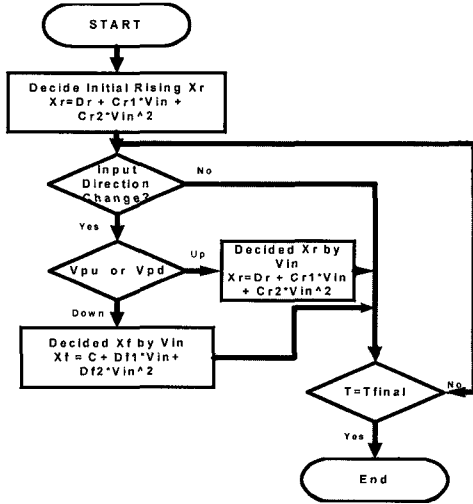 START
Decide Initial Rising Xr
Xr=Dr + Cr1*Vin +
Cr2*Vin^2
Input
Direction
Change?
No
Yes
Vpu or Vpd
Up
Decided Xr by
Vin
Xr=Dr + Cr1*Vin
+ Cr2*Vin^2
Down
Decided Xf by Vin
Xf = C+ Df1*Vin+
Df2*Vin^2
T=Tfinal
No
Yes
End